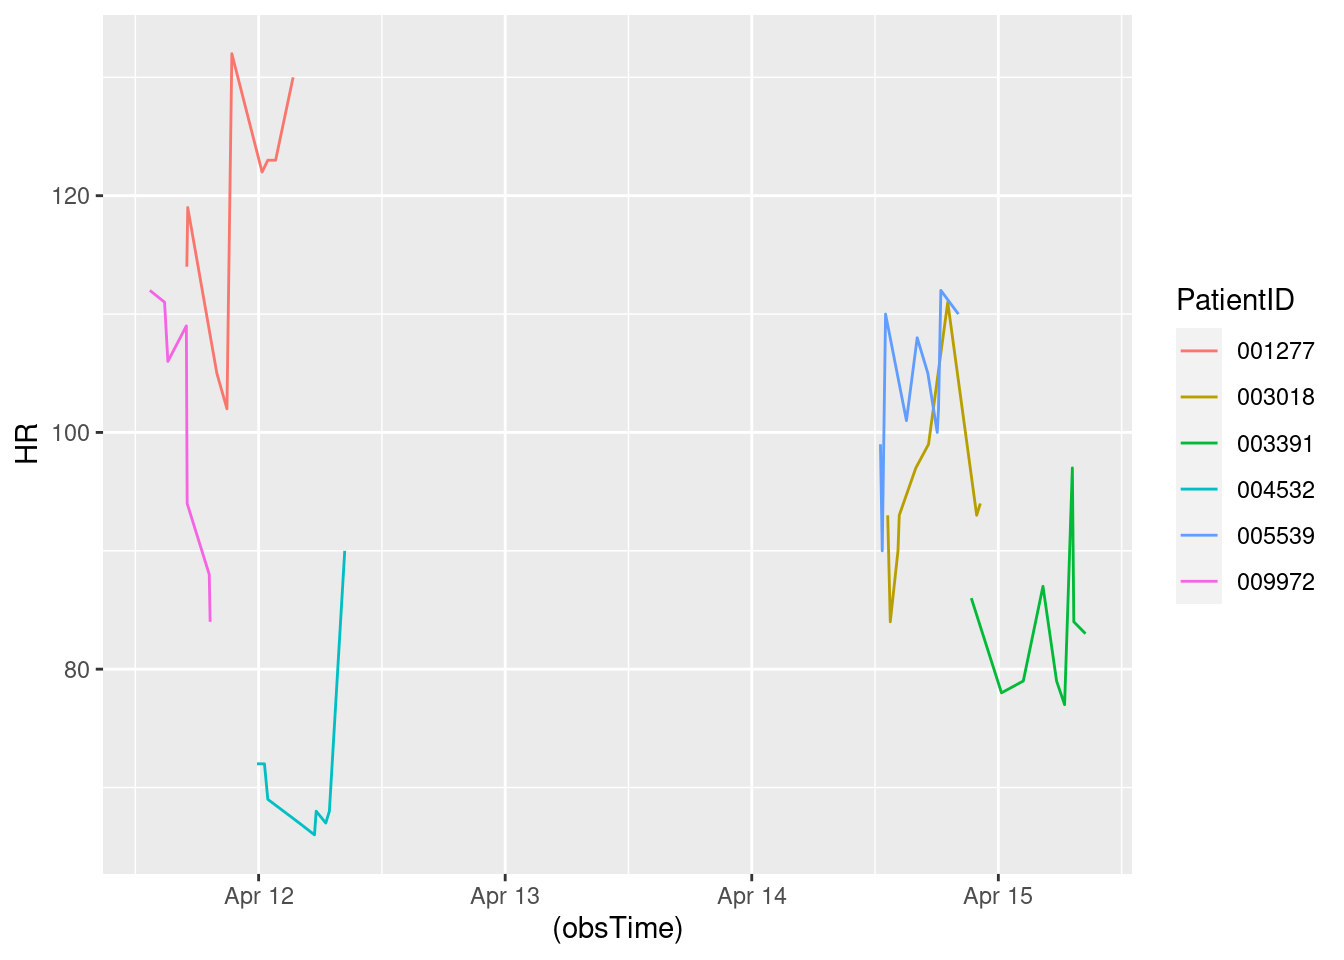 HR
120
100
80
Apr 12
Apr 13
Apr 14
Apr 15
(obsTime)
PatientID
001277
003018
003391
004532
005539
009972